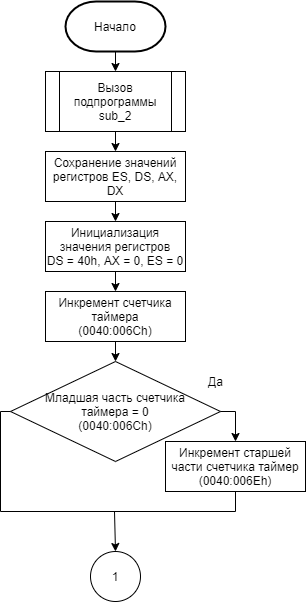 Начало
Вызов
подпрограммы
sub_2
Сохранение значений
регистров ES, DS, AX,
DX
Инициализация
значения регистров
DS = 40h, AX = 0, ES = 0
Инкремент счетчика
таймера
(0040:006Ch)
Младшая часть счетчика
таймера = 0
(0040:006Ch)
Да
Инкремент старшей
части счетчика таймер
(0040:006Eh)
1